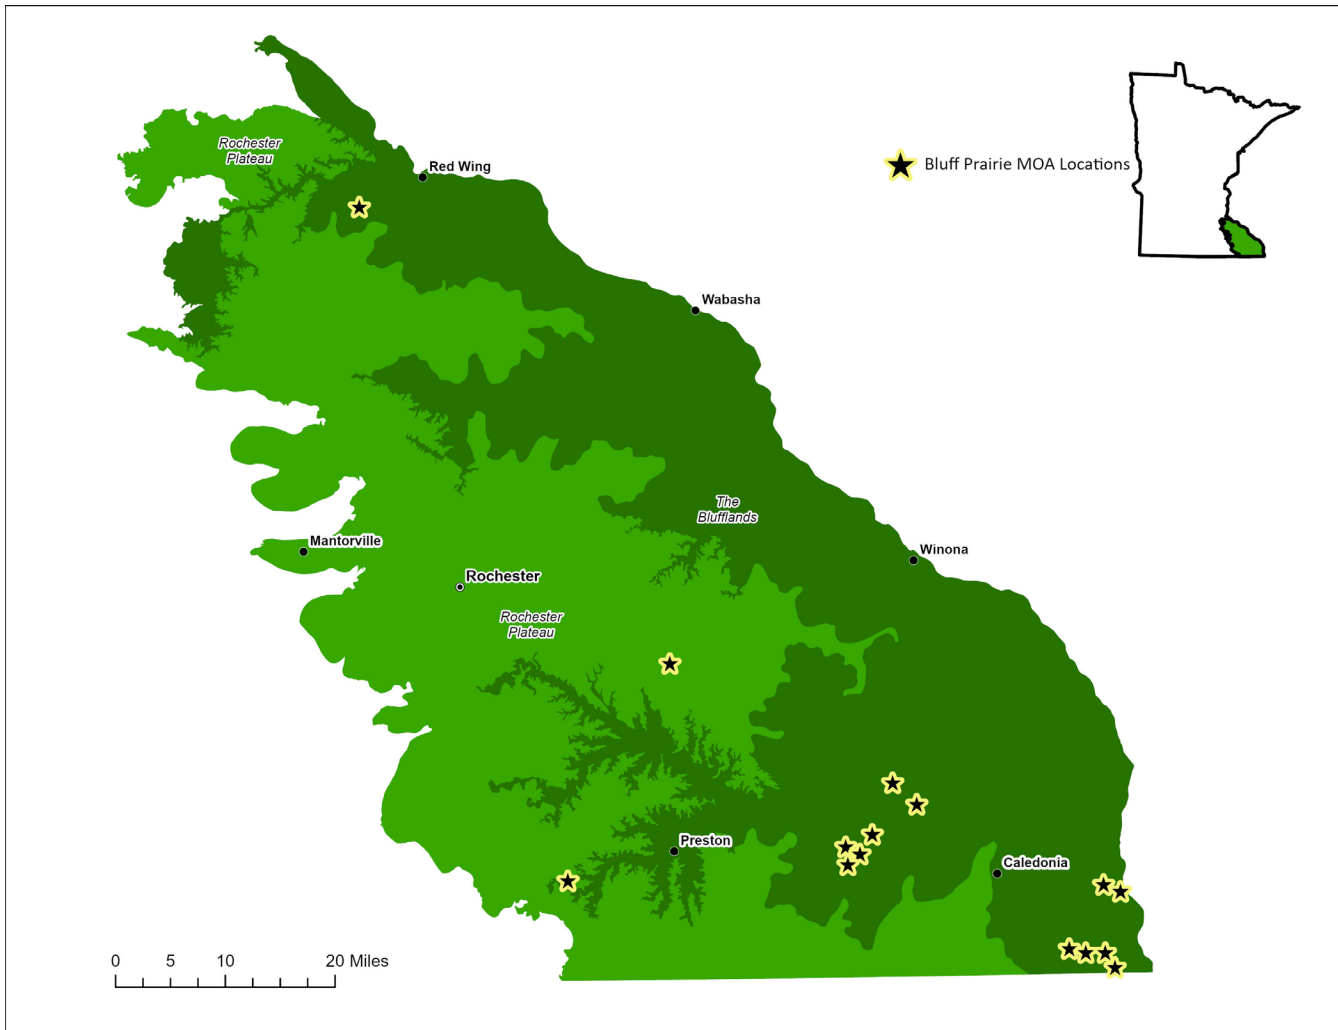 Rochester
Plateau
Red Wing
Bluff Prairie MOA Locations
Wabasha
The
Blufflands
Mantorville
Winona
Rochester
Rochester
Plateau
Preston
Caledonia
0 5 10 20 Miles